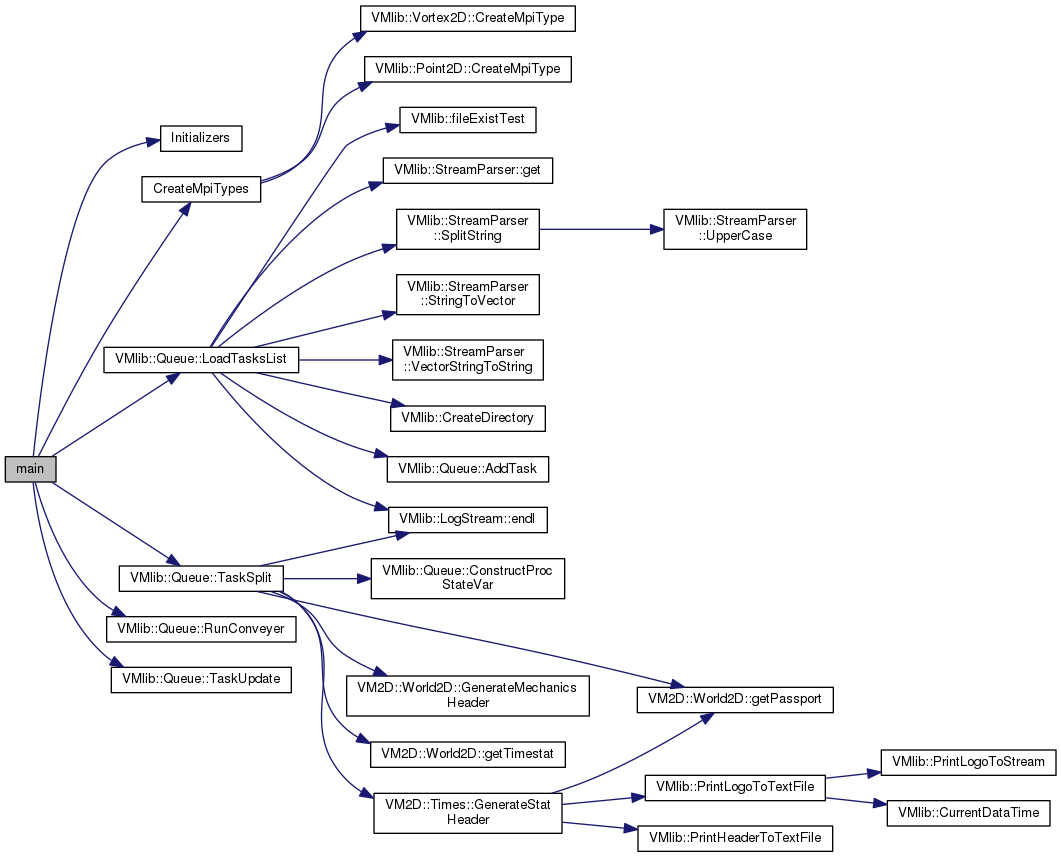 VMlib::Vortex2D::CreateMpiType
VMlib::Point2D::CreateMpiType
VMlib::fileExistTest
Initializers
VMlib::StreamParser::get
CreateMpiTypes
VMlib::StreamParser
::SplitString
VMlib::StreamParser
::UpperCase
VMlib::StreamParser
::StringToVector
VMlib::Queue::LoadTasksList
VMlib::StreamParser
::VectorStringToString
VMlib::CreateDirectory
main
VMlib::Queue::AddTask
VMlib::LogStream::endl
VMlib::Queue::TaskSplit
VMlib::Queue::ConstructProc
StateVar
VMlib::Queue::RunConveyer
VMlib::Queue::TaskUpdate
VM2D::World2D::GenerateMechanics
Header
VM2D::World2D::getPassport
VM2D::World2D::getTimestat
VMlib::PrintLogoToStream
VM2D::Times::GenerateStat
Header
VMlib::PrintLogoToTextFile
VMlib::CurrentDataTime
VMlib::PrintHeaderToTextFile